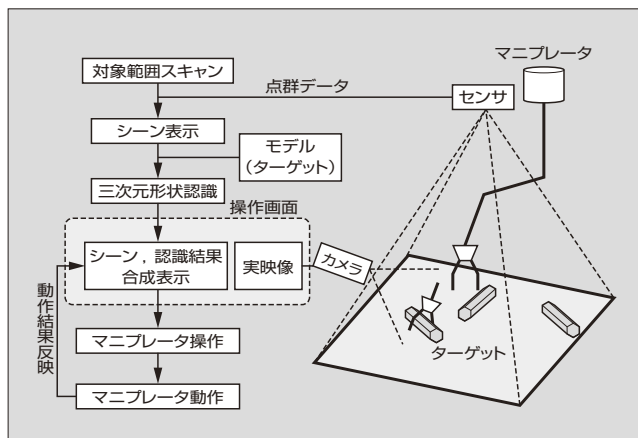 対象範囲スキャン
点群データ
センサ
マニプレータ
シーン表示
モデル
（ターゲット）
三次元形状認識
操作画面
シーン，認識結果
合成表示
実映像
カメラ
動作結果反映
マニプレータ操作
マニプレータ動作
ターゲット